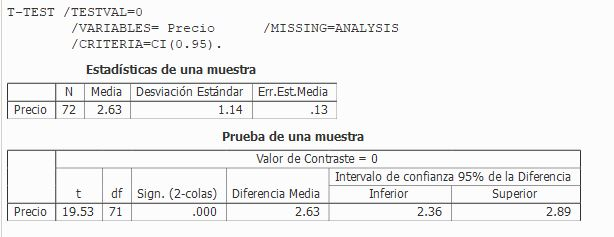 T-TEST /TESTVAL=0
/VARIABLES= Precio /MISSING=ANALYSIS
/CRITERIA=CI(0.95).
Estadísticas de una muestra
N Media Desviación Estándar Err.Est.Media
Precio 72 2.63 1.14 .13
Prueba de una muestra
Valor de Contraste = 0
Intervalo de confianza 95% de la Diferencia
t df Sign. (2-colas) Diferencia Media Inferior Superior
Precio 19.53 71 .000 2.63 2.36 2.89